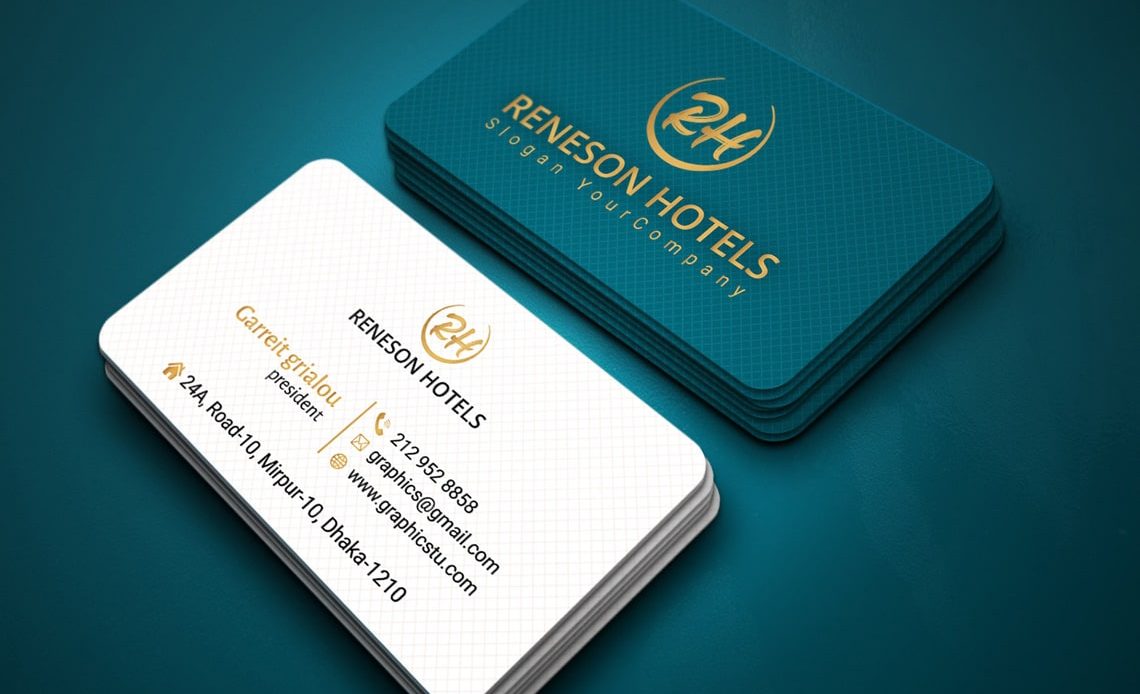 RH
RENESON HOTELS
Slogan YourCompany
RH
RENESON HOTELS
Garreit grialou
president
212 952 8858
graphics@gmail.com
www.graphicstu.com
24A, Road-10, Mirpur-10, Dhaka-1210